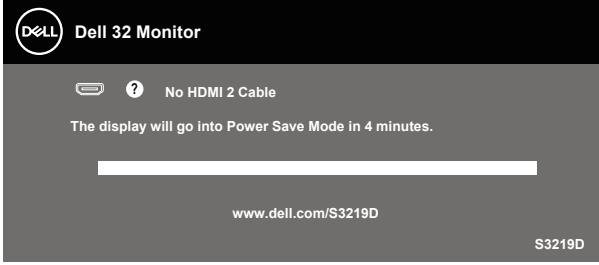 DELL Dell 32 Monitor
? No HDMI 2 Cable
The display will go into Power Save Mode in 4 minutes.
www.dell.com/S3219D
S3219D